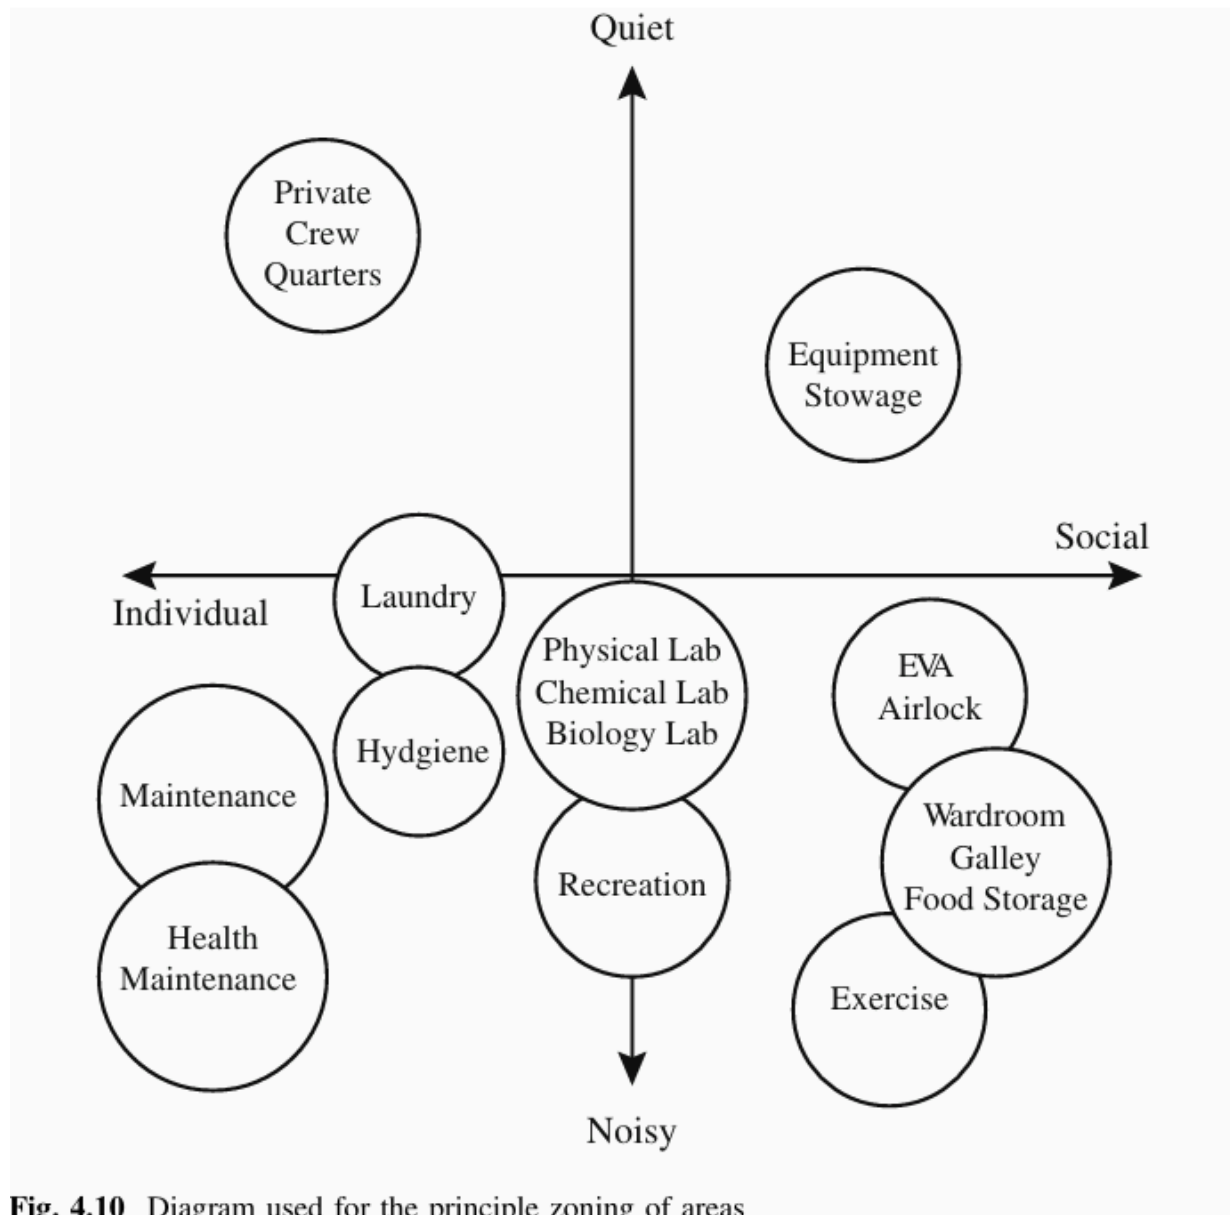 Quiet
Private
Crew
Quarters
Equipment
Stowage
Social
Individual
Laundry
Physical Lab
Chemical Lab
Biology Lab
EVA
Airlock
Hydgiene
Maintenance
Wardroom
Galley
Food Storage
Recreation
Health
Maintenance
Exercise
Noisy
Fig. 4.10 Diagram used for the principle zoning of areas